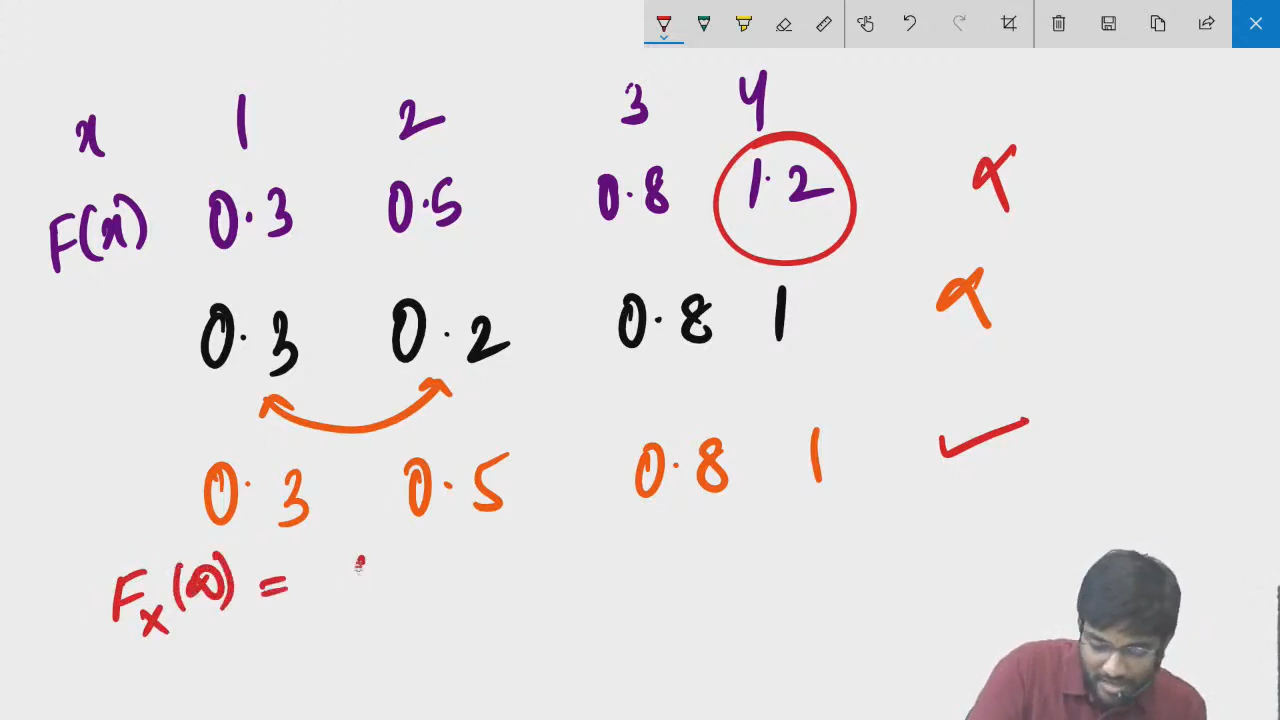 x 1 2 3 4
F(x) 0.3 0.5 0.8 1.2
0.3 0.2 0.8 1
0.3 0.5 0.8 1
F_X(∞) =